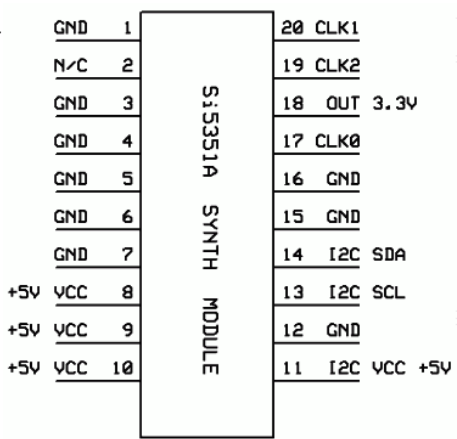 GND 1 20 CLK1
N/C 2 19 CLK2
GND 3 18 OUT 3.3V
GND 4 17 CLK0
GND 5 16 GND
GND 6 15 GND
GND 7 14 I2C SDA
+5V VCC 8 13 I2C SCL
+5V VCC 9 12 GND
+5V VCC 10 11 I2C VCC +5V
Si5351A SYNTH MODULE